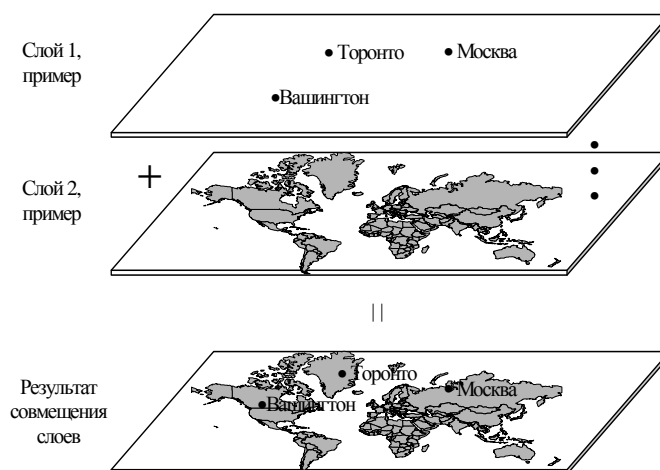 Слой 1,
пример
Торонто
Москва
Вашингтон
+
Слой 2,
пример
||
Результат
совмещения
слоев
Торонто
Москва
Вашингтон